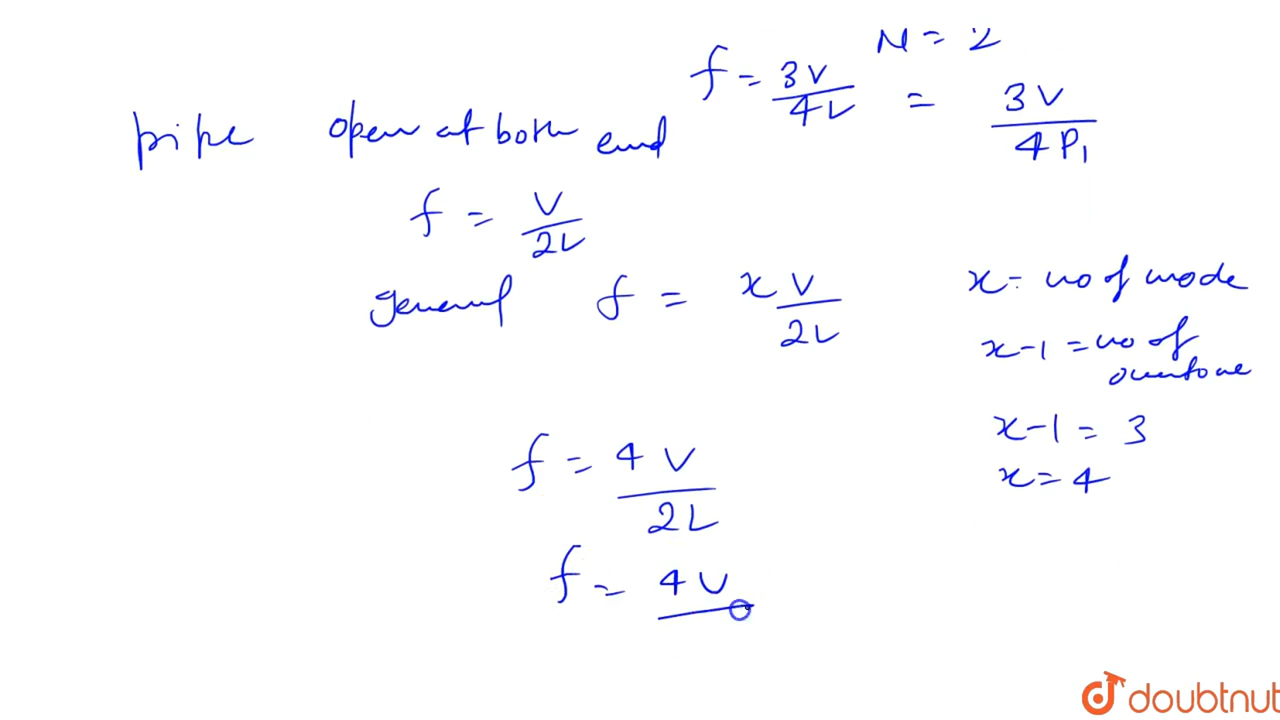 N = 2
f = 3V/4L = 3V/4P₁
pipe open at both end
f = V/2L
general f = x V/2L
x = no of mode
x-1 = no of overtone
x-1 = 3
x = 4
f = 4V/2L
f = 4V
doubtnut